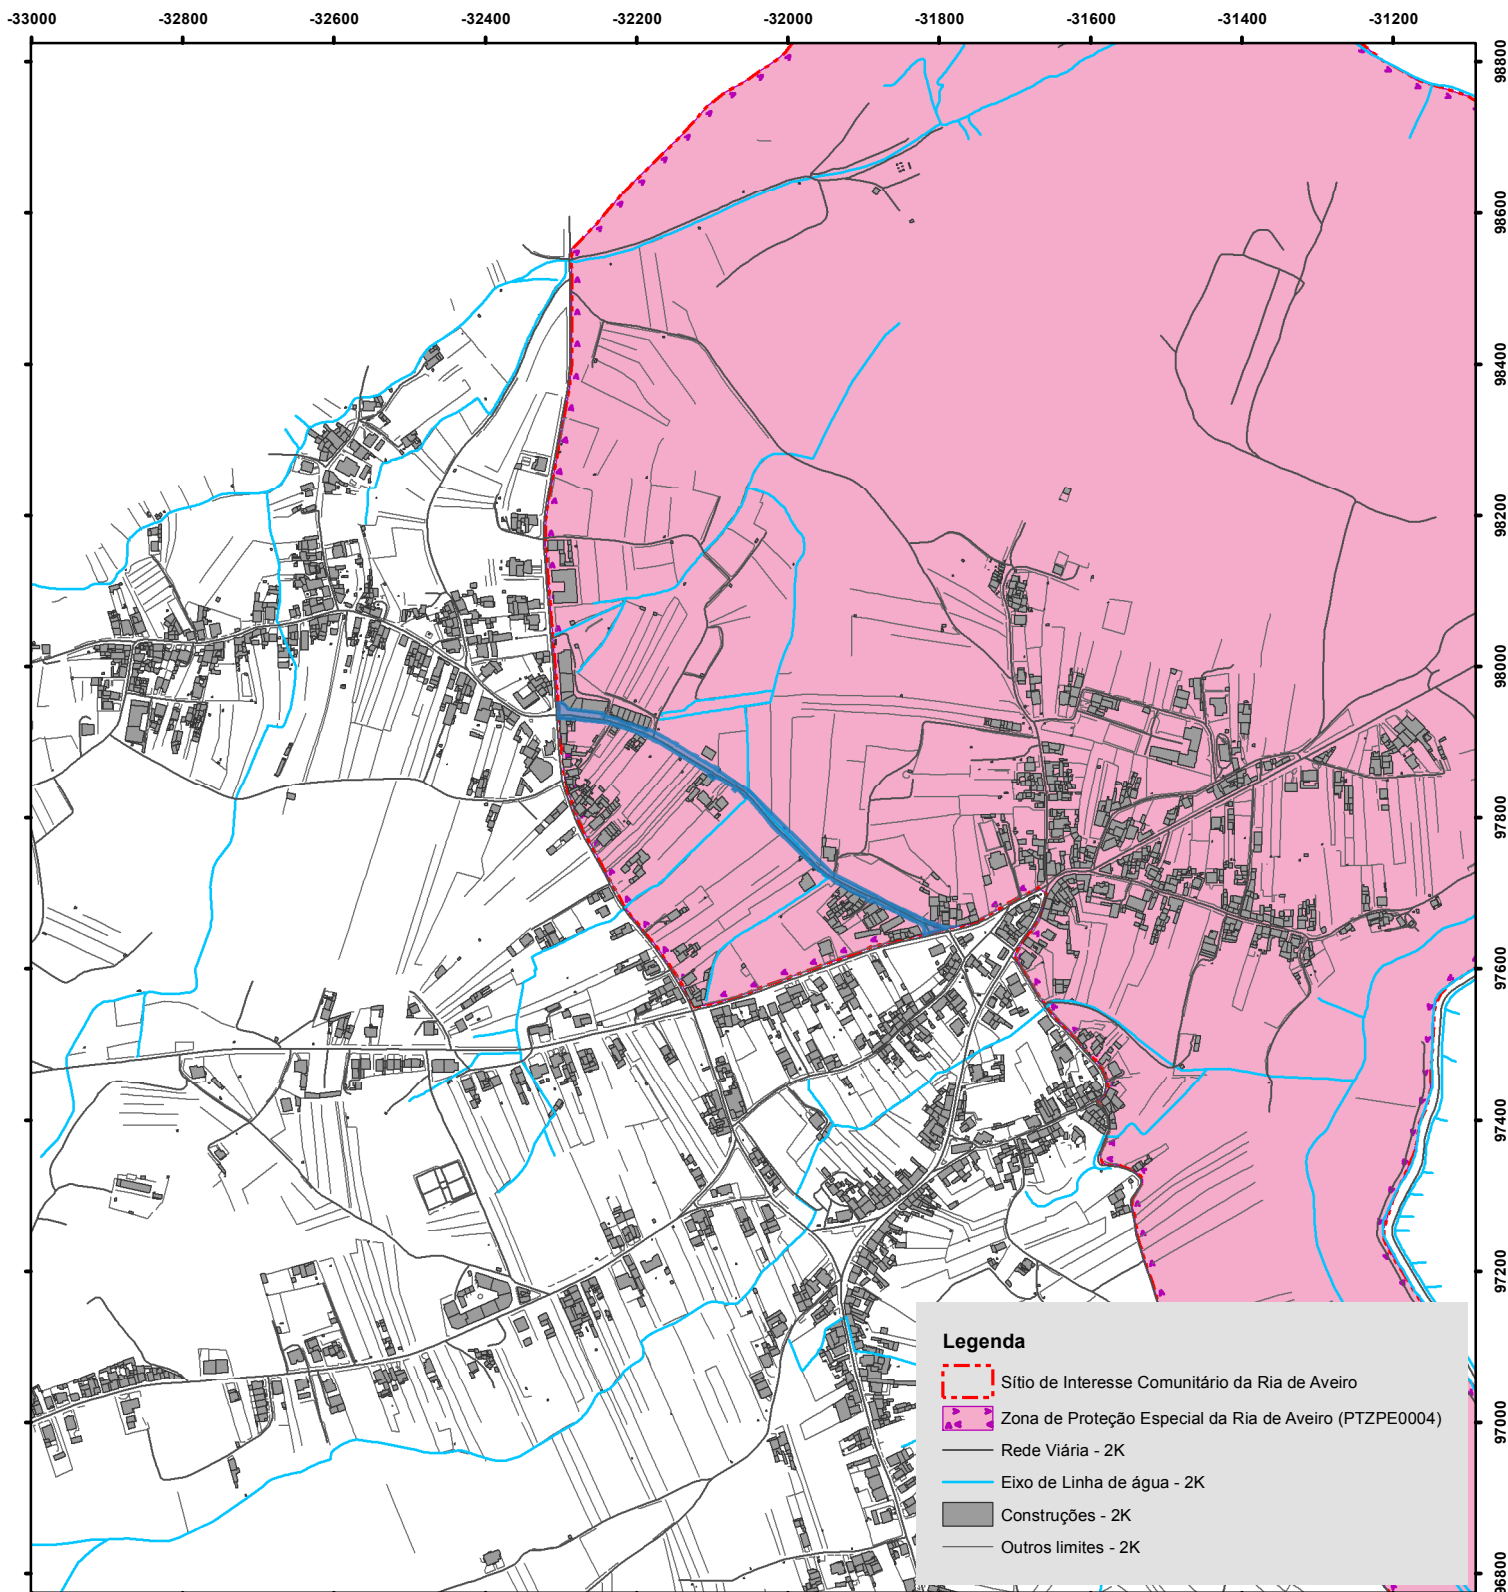 -33000 -32800 -32600 -32400 -32200 -32000 -31800 -31600 -31400 -31200
98800
98600
98400
98200
98000
97800
97600
97400
97200
97000
96800
Legenda
Sítio de Interesse Comunitário da Ria de Aveiro
Zona de Proteção Especial da Ria de Aveiro (PTZPE0004)
Rede Viária - 2K
Eixo de Linha de água - 2K
Construções - 2K
Outros limites - 2K